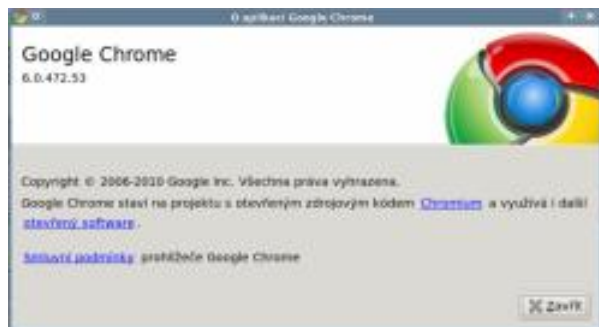 O aplikaci Google Chrome
Google Chrome
6.0.472.53
Copyright © 2006-2010 Google Inc. Všechna práva vyhrazena.
Google Chrome staví na projektu s otevřeným zdrojovým kódem Chromium a využívá i další
otevřený software.
Smluvní podmínky prohlížeče Google Chrome
Zavřít